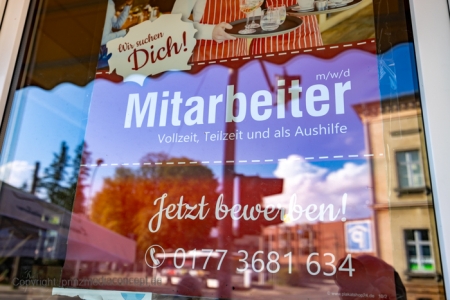 Wir suchen
Dich!
m/w/d
Mitarbeiter
Vollzeit, Teilzeit und als Aushilfe
Jetzt bewerben!
0177 3681 634